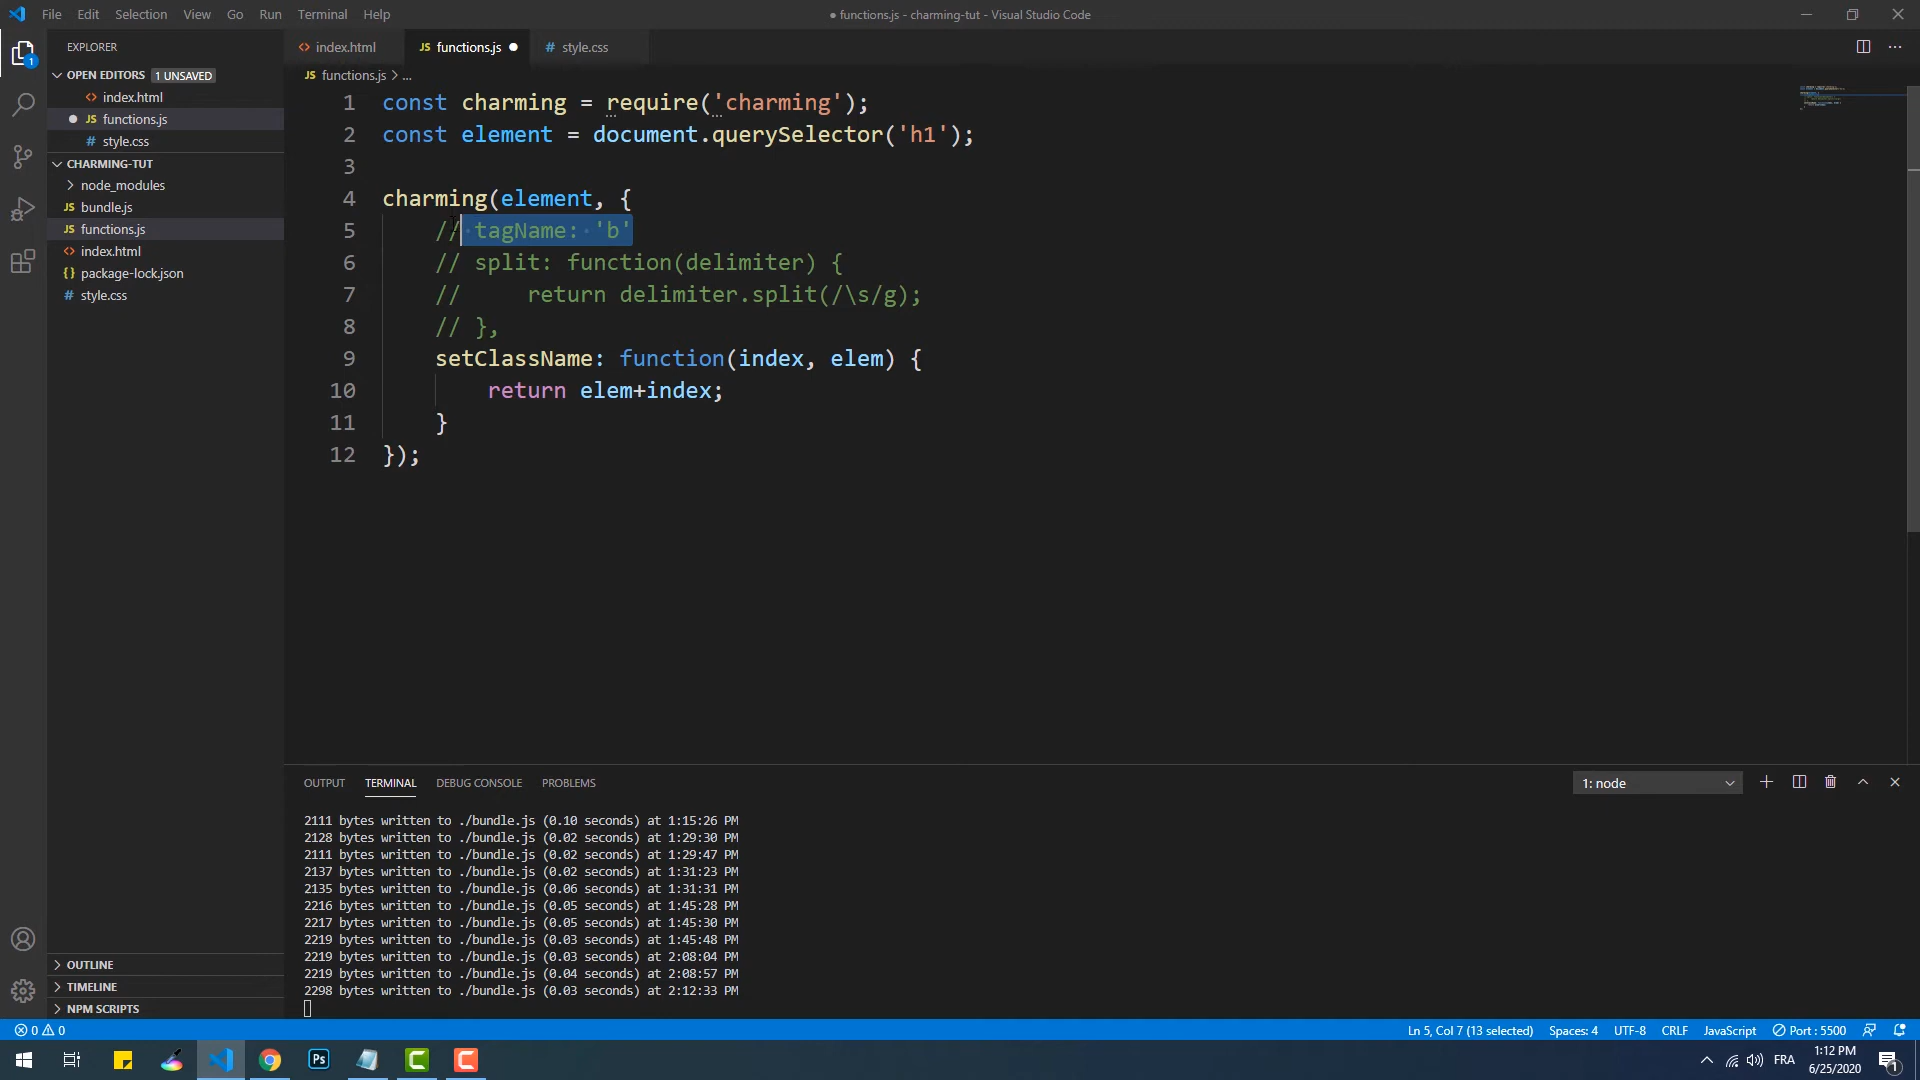 File Edit Selection View Go Run Terminal Help
● functions.js - charming-tut - Visual Studio Code
EXPLORER
OPEN EDITORS 1 UNSAVED
index.html
JS functions.js
# style.css
CHARMING-TUT
node_modules
JS bundle.js
JS functions.js
index.html
{} package-lock.json
# style.css
OUTLINE
TIMELINE
NPM SCRIPTS
1
index.html JS functions.js ● # style.css
JS functions.js > ...
1 const charming = require('charming');
2 const element = document.querySelector('h1');
3
4 charming(element, {
5 // tagName: 'b'
6 // split: function(delimiter) {
7 // return delimiter.split(/\s/g);
8 // },
9 setClassName: function(index, elem) {
10 return elem+index;
11 }
12 });
OUTPUT TERMINAL DEBUG CONSOLE PROBLEMS
1: node
2111 bytes written to ./bundle.js (0.10 seconds) at 1:15:26 PM
2128 bytes written to ./bundle.js (0.02 seconds) at 1:29:30 PM
2111 bytes written to ./bundle.js (0.02 seconds) at 1:29:47 PM
2137 bytes written to ./bundle.js (0.02 seconds) at 1:31:23 PM
2135 bytes written to ./bundle.js (0.06 seconds) at 1:31:31 PM
2216 bytes written to ./bundle.js (0.05 seconds) at 1:45:28 PM
2217 bytes written to ./bundle.js (0.05 seconds) at 1:45:30 PM
2219 bytes written to ./bundle.js (0.03 seconds) at 1:45:48 PM
2219 bytes written to ./bundle.js (0.03 seconds) at 2:08:04 PM
2219 bytes written to ./bundle.js (0.04 seconds) at 2:08:57 PM
2298 bytes written to ./bundle.js (0.03 seconds) at 2:12:33 PM
0 0
Ln 5, Col 7 (13 selected) Spaces: 4 UTF-8 CRLF JavaScript Port : 5500
Ps
FRA
1:12 PM
6/25/2020
1